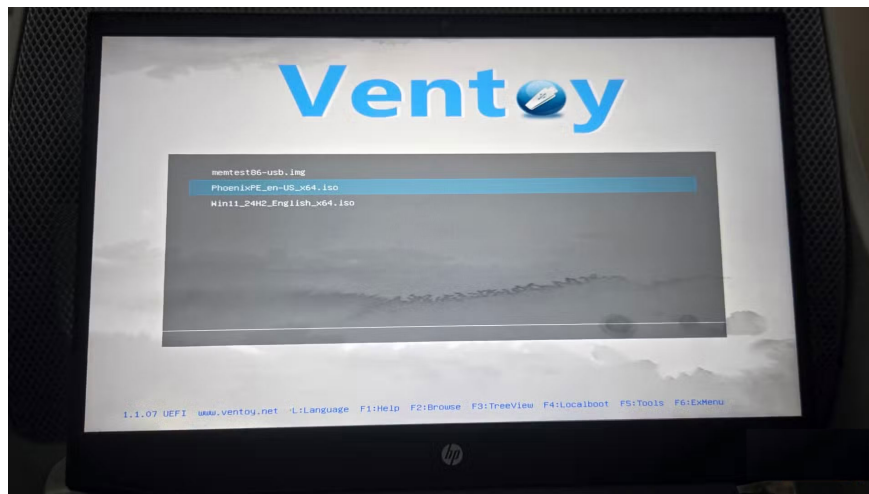 Ventoy
memtest86-usb.img
PhoenixPE_en-US_x64.iso
Win11_24H2_English_x64.iso
1.1.07 UEFI www.ventoy.net L:Language F1:Help F2:Browse F3:TreeView F4:Localboot F5:Tools F6:ExMenu
hp